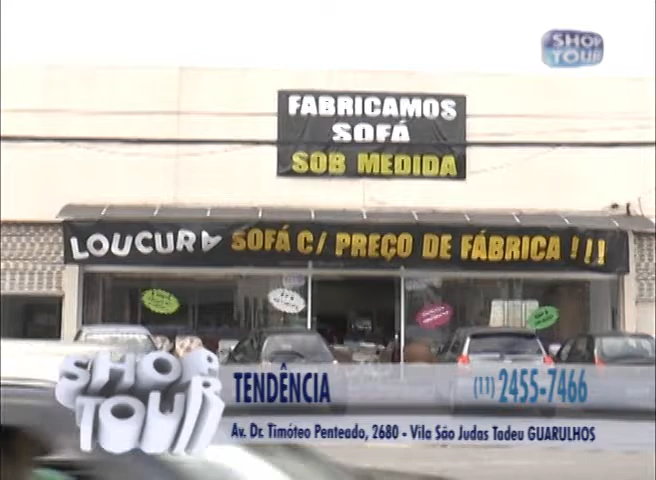 SHOP
TOUR
FABRICAMOS
SOFÁ
SOB MEDIDA
LOUCURA SOFÁ C/ PREÇO DE FÁBRICA !!!
SHOP
TOUR
TENDÊNCIA
(11) 2455-7466
Av. Dr. Timóteo Penteado, 2680 - Vila São Judas Tadeu GUARULHOS